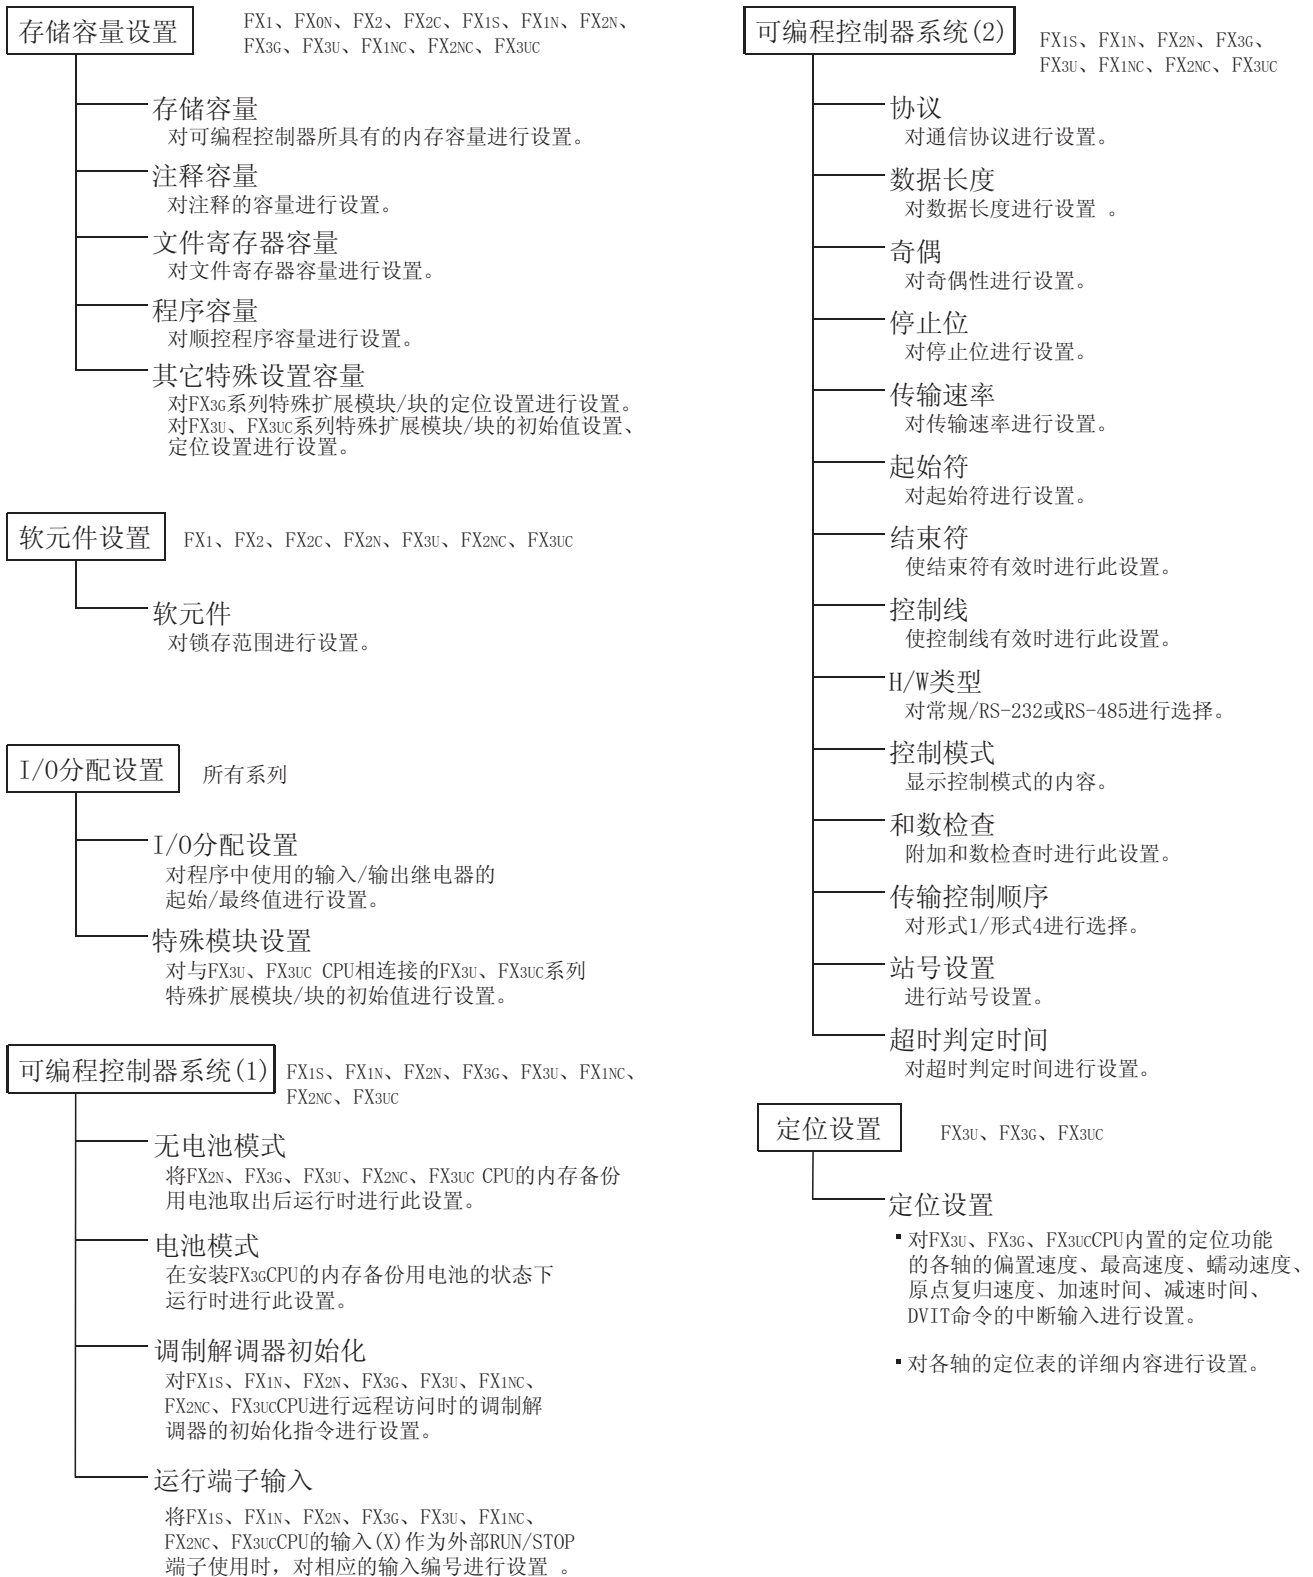 存储容量设置
FX1、FX0N、FX2、FX2C、FX1S、FX1N、FX2N、
FX3G、FX3U、FX1NC、FX2NC、FX3UC
存储容量
对可编程控制器所具有的内存容量进行设置。
注释容量
对注释的容量进行设置。
文件寄存器容量
对文件寄存器容量进行设置。
程序容量
对顺控程序容量进行设置。
其它特殊设置容量
对FX3G系列特殊扩展模块/块的定位设置进行设置。
对FX3U、FX3UC系列特殊扩展模块/块的初始值设置、
定位设置进行设置。
软元件设置
FX1、FX2、FX2C、FX2N、FX3U、FX2NC、FX3UC
软元件
对锁存范围进行设置。
I/O分配设置
所有系列
I/O分配设置
对程序中使用的输入/输出继电器的
起始/最终值进行设置。
特殊模块设置
对与FX3U、FX3UC CPU相连接的FX3U、FX3UC系列
特殊扩展模块/块的初始值进行设置。
可编程控制器系统(1)
FX1S、FX1N、FX2N、FX3G、FX3U、FX1NC、
FX2NC、FX3UC
无电池模式
将FX2N、FX3G、FX3U、FX2NC、FX3UC CPU的内存备份
用电池取出后运行时进行此设置。
电池模式
在安装FX3GCPU的内存备份用电池的状态下
运行时进行此设置。
调制解调器初始化
对FX1S、FX1N、FX2N、FX3G、FX3U、FX1NC、
FX2NC、FX3UCCPU进行远程访问时的调制解
调器的初始化指令进行设置。
运行端子输入
将FX1S、FX1N、FX2N、FX3G、FX3U、FX1NC、
FX2NC、FX3UCCPU的输入(X)作为外部RUN/STOP
端子使用时，对相应的输入编号进行设置 。
可编程控制器系统(2)
FX1S、FX1N、FX2N、FX3G、
FX3U、FX1NC、FX2NC、FX3UC
协议
对通信协议进行设置。
数据长度
对数据长度进行设置 。
奇偶
对奇偶性进行设置。
停止位
对停止位进行设置。
传输速率
对传输速率进行设置。
起始符
对起始符进行设置。
结束符
使结束符有效时进行此设置。
控制线
使控制线有效时进行此设置。
H/W类型
对常规/RS-232或RS-485进行选择。
控制模式
显示控制模式的内容。
和数检查
附加和数检查时进行此设置。
传输控制顺序
对形式1/形式4进行选择。
站号设置
进行站号设置。
超时判定时间
对超时判定时间进行设置。
定位设置
FX3U、FX3G、FX3UC
定位设置
▪ 对FX3U、FX3G、FX3UCCPU内置的定位功能
的各轴的偏置速度、最高速度、蠕动速度、
原点复归速度、加速时间、减速时间、
DVIT命令的中断输入进行设置。
▪ 对各轴的定位表的详细内容进行设置。